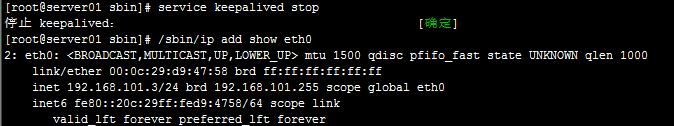 [root@server01 sbin]# service keepalived stop
停止 keepalived： [确定]
[root@server01 sbin]# /sbin/ip add show eth0
2: eth0: <BROADCAST,MULTICAST,UP,LOWER_UP> mtu 1500 qdisc pfifo_fast state UNKNOWN qlen 1000
link/ether 00:0c:29:d9:47:58 brd ff:ff:ff:ff:ff:ff
inet 192.168.101.3/24 brd 192.168.101.255 scope global eth0
inet6 fe80::20c:29ff:fed9:4758/64 scope link
valid_lft forever preferred_lft forever